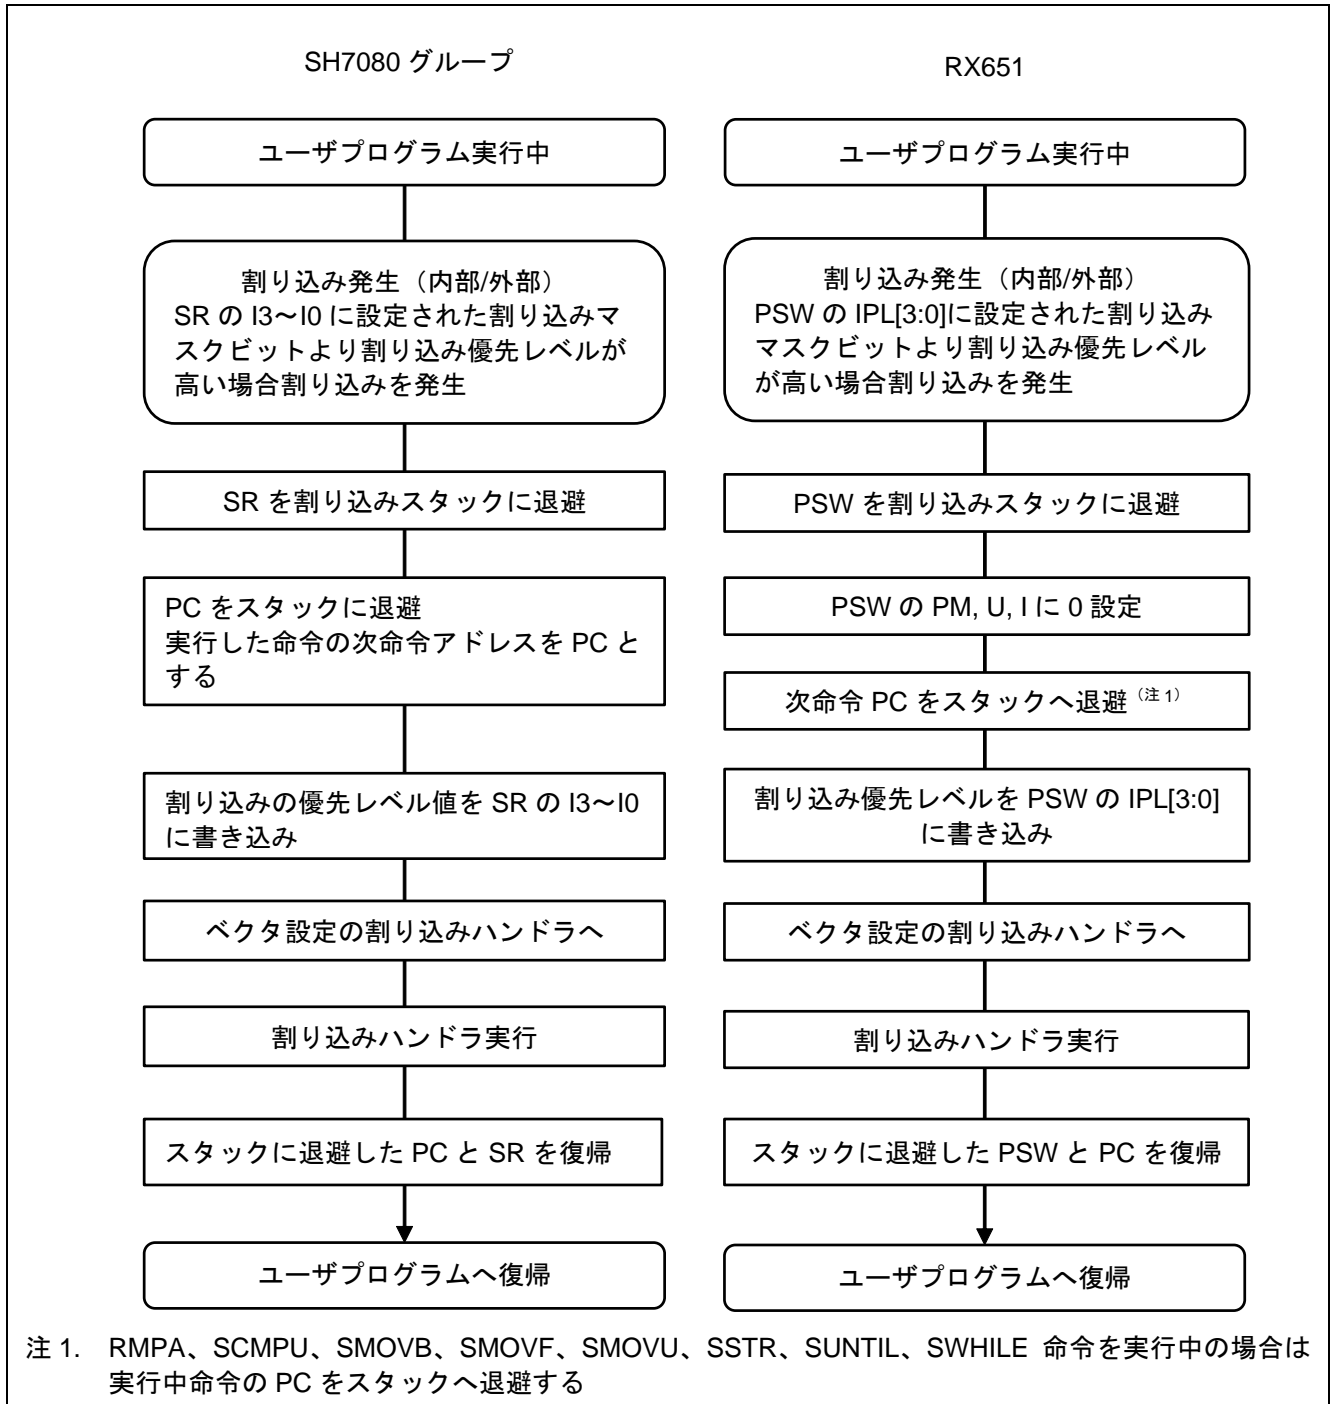 SH7080 グループ
ユーザプログラム実行中
割り込み発生（内部/外部）
SR の I3～I0 に設定された割り込みマ
スクビットより割り込み優先レベルが
高い場合割り込みを発生
SR を割り込みスタックに退避
PC をスタックに退避
実行した命令の次命令アドレスを PC と
する
割り込みの優先レベル値を SR の I3～I0
に書き込み
ベクタ設定の割り込みハンドラへ
割り込みハンドラ実行
スタックに退避した PC と SR を復帰
ユーザプログラムへ復帰
RX651
ユーザプログラム実行中
割り込み発生（内部/外部）
PSW の IPL[3:0]に設定された割り込み
マスクビットより割り込み優先レベル
が高い場合割り込みを発生
PSW を割り込みスタックに退避
PSW の PM, U, I に 0 設定
次命令 PC をスタックへ退避（注 1）
割り込み優先レベルを PSW の IPL[3:0]
に書き込み
ベクタ設定の割り込みハンドラへ
割り込みハンドラ実行
スタックに退避した PSW と PC を復帰
ユーザプログラムへ復帰
注 1. RMPA、SCMPU、SMOVB、SMOVF、SMOVU、SSTR、SUNTIL、SWHILE 命令を実行中の場合は
実行中命令の PC をスタックへ退避する